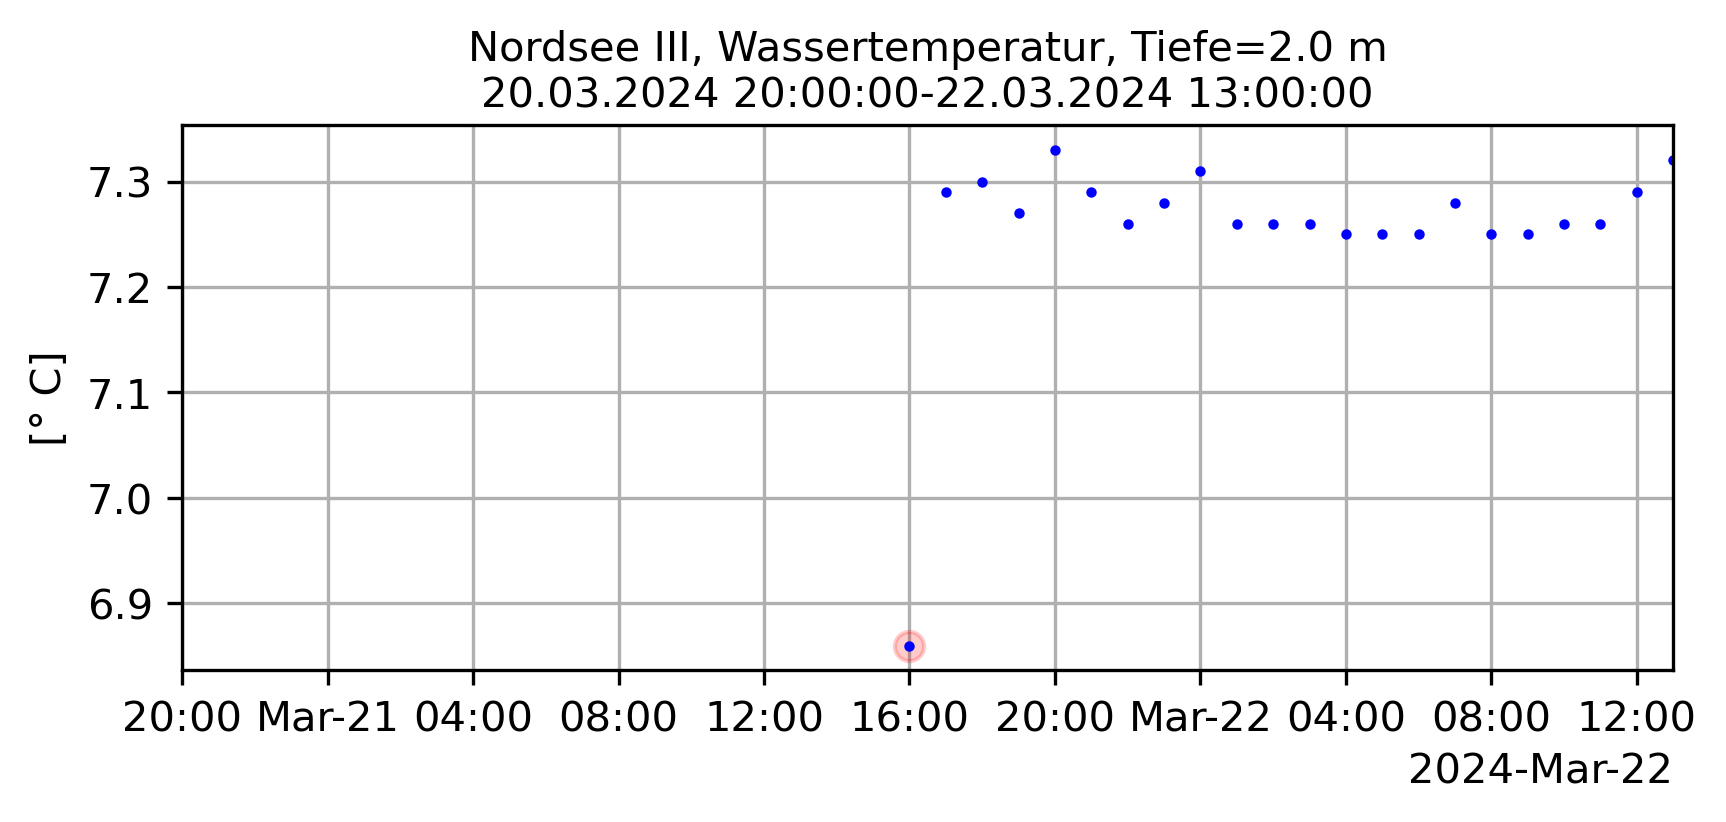 Nordsee III, Wassertemperatur, Tiefe=2.0 m
20.03.2024 20:00:00-22.03.2024 13:00:00
7.3
7.2
7.1
7.0
6.9
[° C]
20:00 Mar-21 04:00 08:00 12:00 16:00 20:00 Mar-22 04:00 08:00 12:00
2024-Mar-22